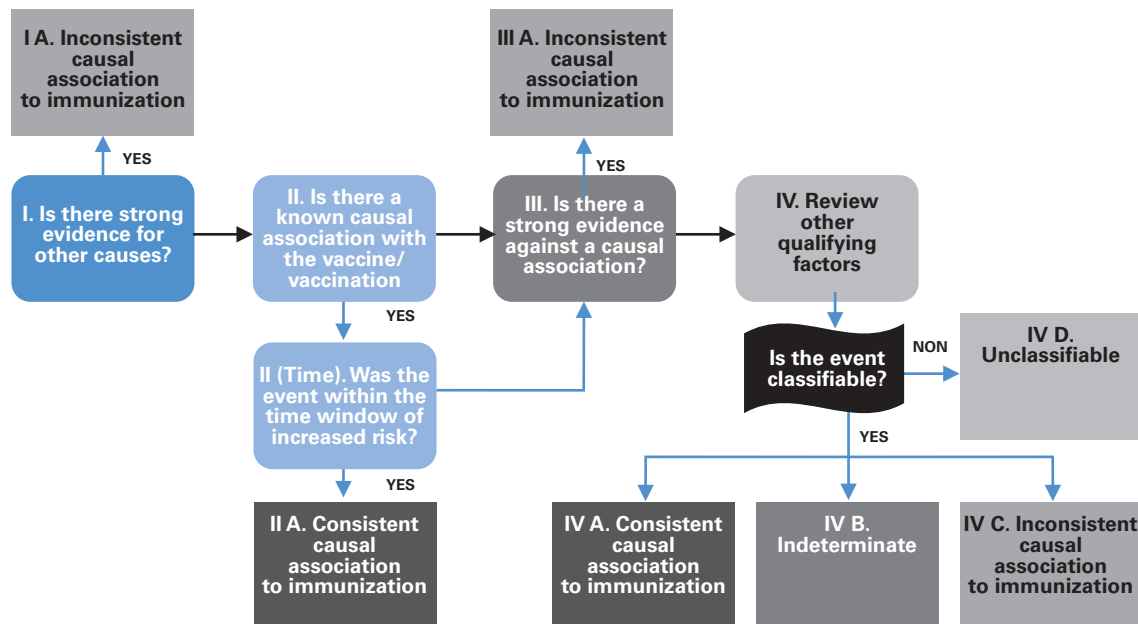 I A. Inconsistent
causal
association
to immunization
III A. Inconsistent
causal
association
to immunization
YES
YES
I. Is there strong
evidence for
other causes?
II. Is there a
known causal
association with
the vaccine/
vaccination
III. Is there a
strong evidence
against a causal
association?
IV. Review
other
qualifying
factors
YES
II (Time). Was the
event within the
time window of
increased risk?
Is the event
classifiable?
NON
IV D.
Unclassifiable
YES
YES
II A. Consistent
causal
association
to immunization
IV A. Consistent
causal
association
to immunization
IV B.
Indeterminate
IV C. Inconsistent
causal
association
to immunization